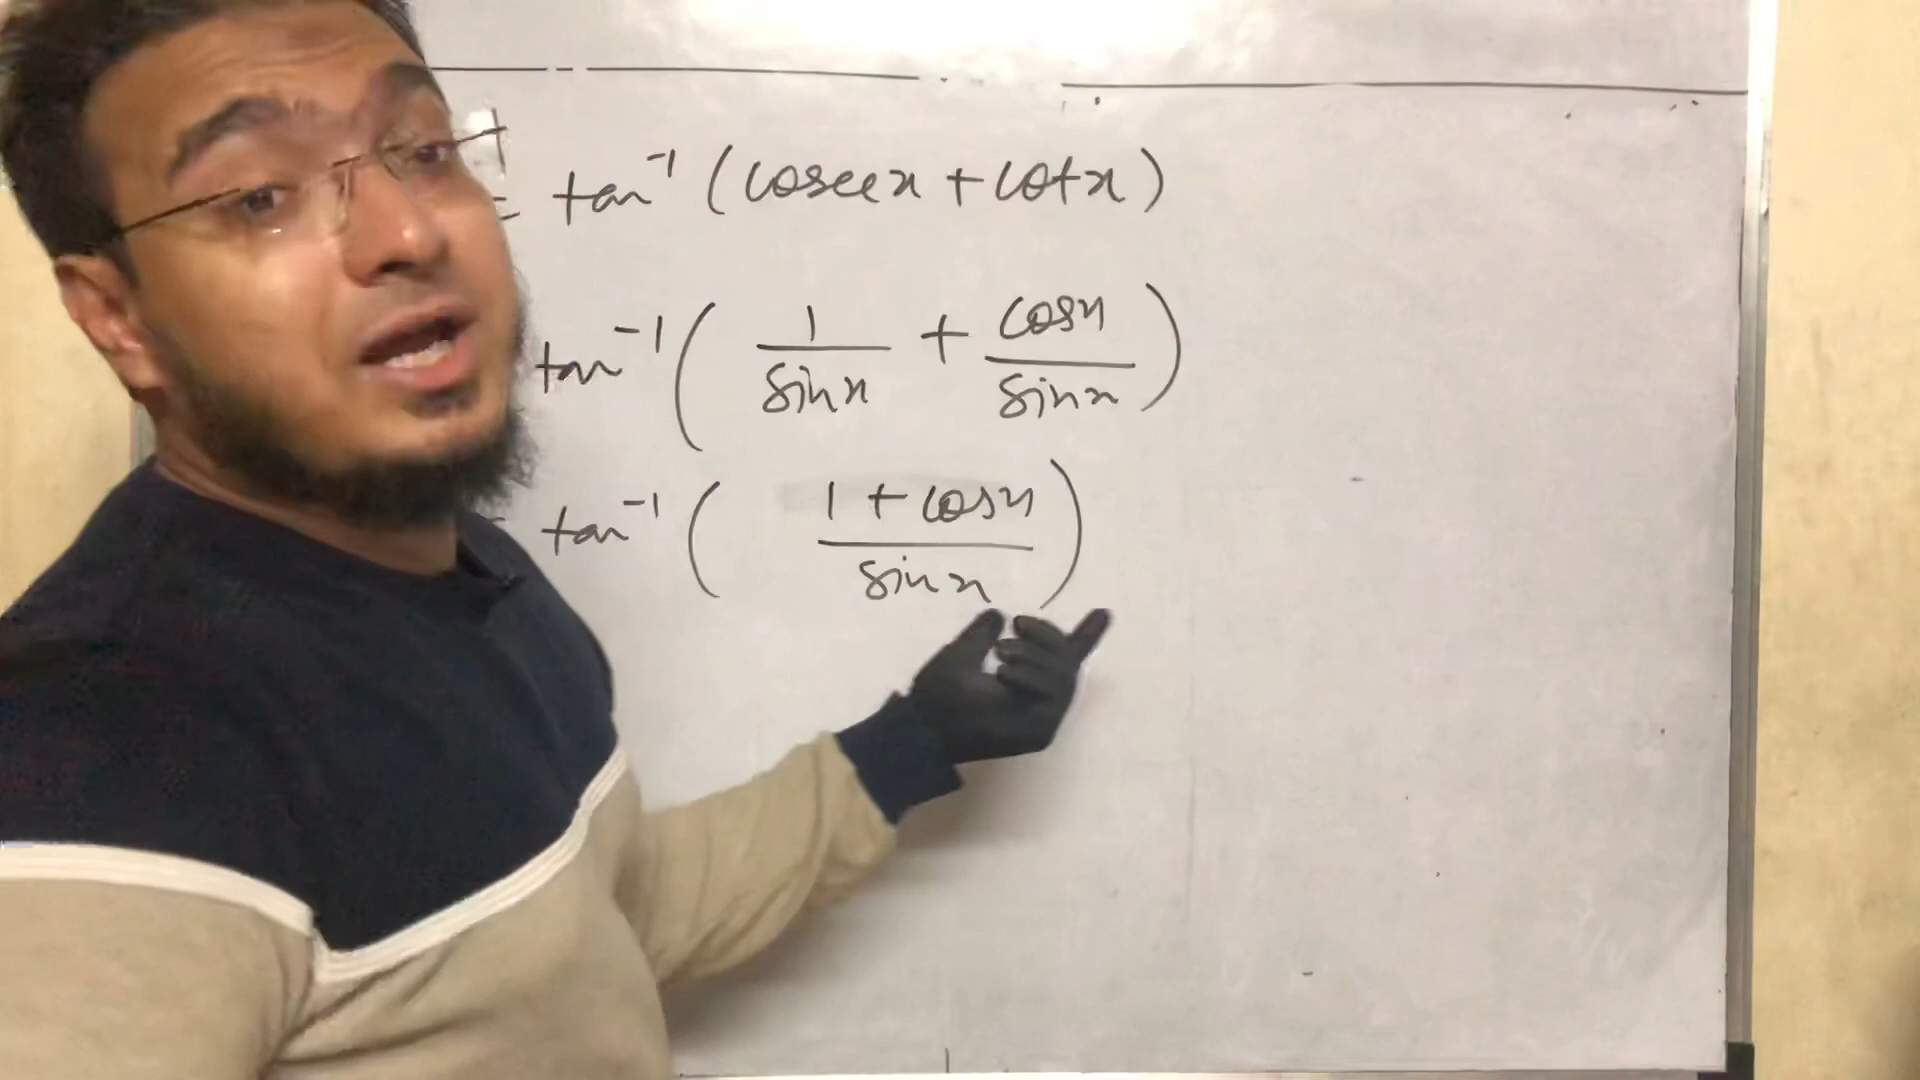 = tan⁻¹ (cosecx + cotx)
tan⁻¹ ( 1/sinx + cosx/sinx )
= tan⁻¹ ( 1 + cosx / sinx )